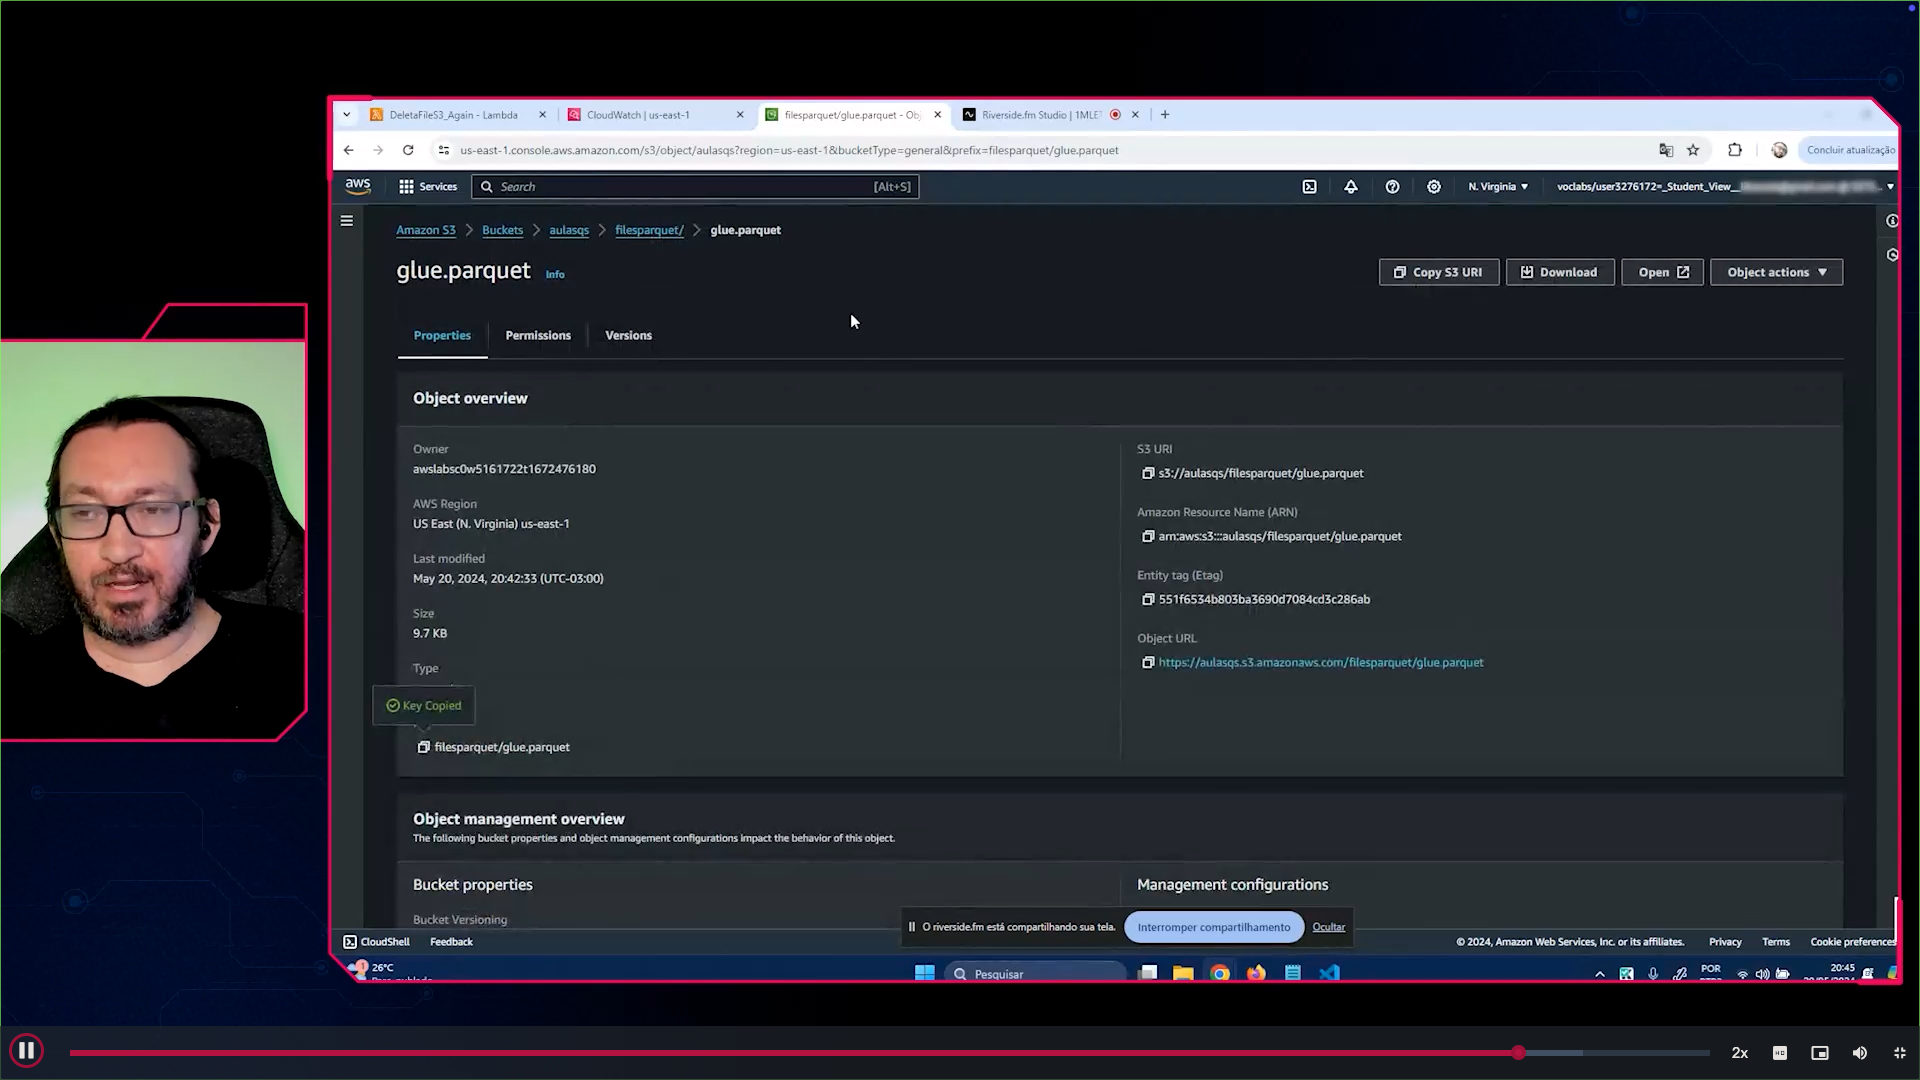 DeletaFileS3_Again - Lambda
CloudWatch | us-east-1
filesparquet/glue.parquet - Obj
Riverside.fm Studio | 1MLE
us-east-1.console.aws.amazon.com/s3/object/aulasqs?region=us-east-1&bucketType=general&prefix=filesparquet/glue.parquet
Concluir atualização
aws
Services
Search
[Alt+S]
N. Virginia
voclabs/user3276172=_Student_View_
Amazon S3 > Buckets > aulasqs > filesparquet/ > glue.parquet
glue.parquet
Info
Copy S3 URI
Download
Open
Object actions
Properties
Permissions
Versions
Object overview
Owner
awslabsc0w5161722t1672476180
AWS Region
US East (N. Virginia) us-east-1
Last modified
May 20, 2024, 20:42:33 (UTC-03:00)
Size
9.7 KB
Type
Key Copied
filesparquet/glue.parquet
S3 URI
s3://aulasqs/filesparquet/glue.parquet
Amazon Resource Name (ARN)
arn:aws:s3:::aulasqs/filesparquet/glue.parquet
Entity tag (Etag)
551f6534b803ba3690d7084cd3c286ab
Object URL
https://aulasqs.s3.amazonaws.com/filesparquet/glue.parquet
Object management overview
The following bucket properties and object management configurations impact the behavior of this object.
Bucket properties
Management configurations
Bucket Versioning
O riverside.fm está compartilhando sua tela.
Interromper compartilhamento
Ocultar
CloudShell
Feedback
© 2024, Amazon Web Services, Inc. or its affiliates.
Privacy
Terms
Cookie preferences
26°C
Pesquisar
POR
20:45
2x